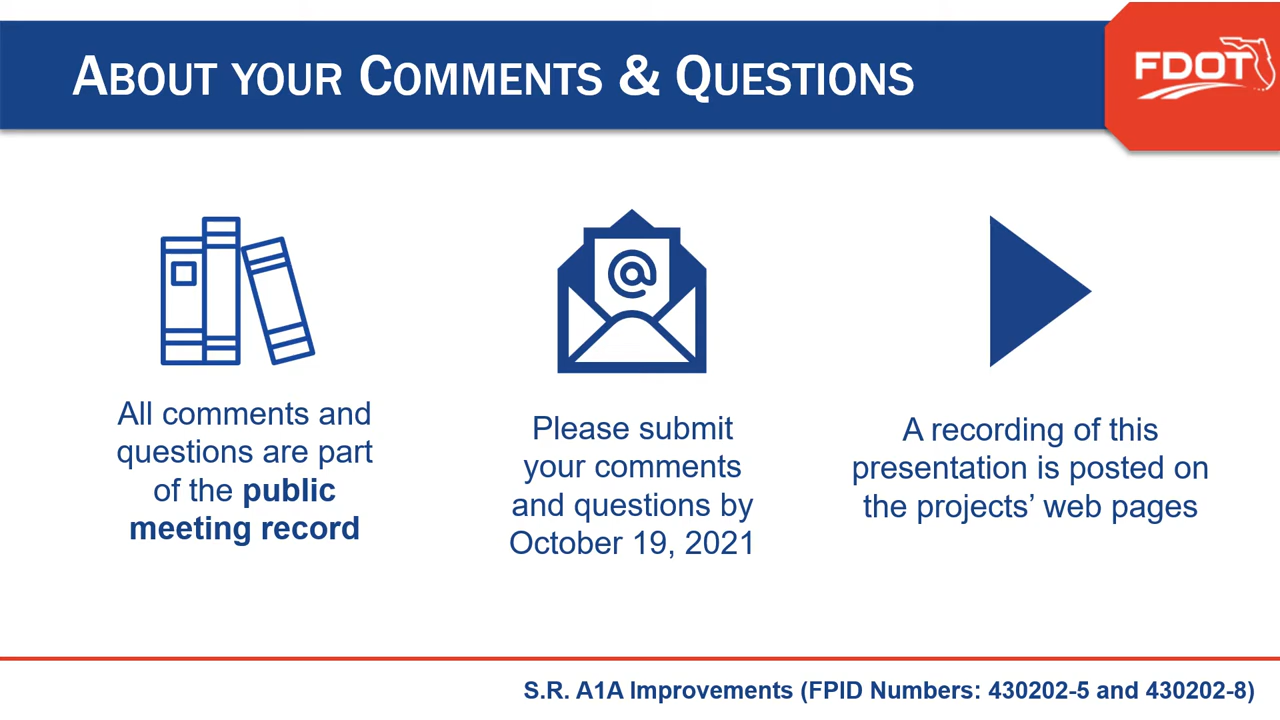 ABOUT YOUR COMMENTS & QUESTIONS
FDOT
@
All comments and
questions are part
of the public
meeting record
Please submit
your comments
and questions by
October 19, 2021
A recording of this
presentation is posted on
the projects’ web pages
S.R. A1A Improvements (FPID Numbers: 430202-5 and 430202-8)